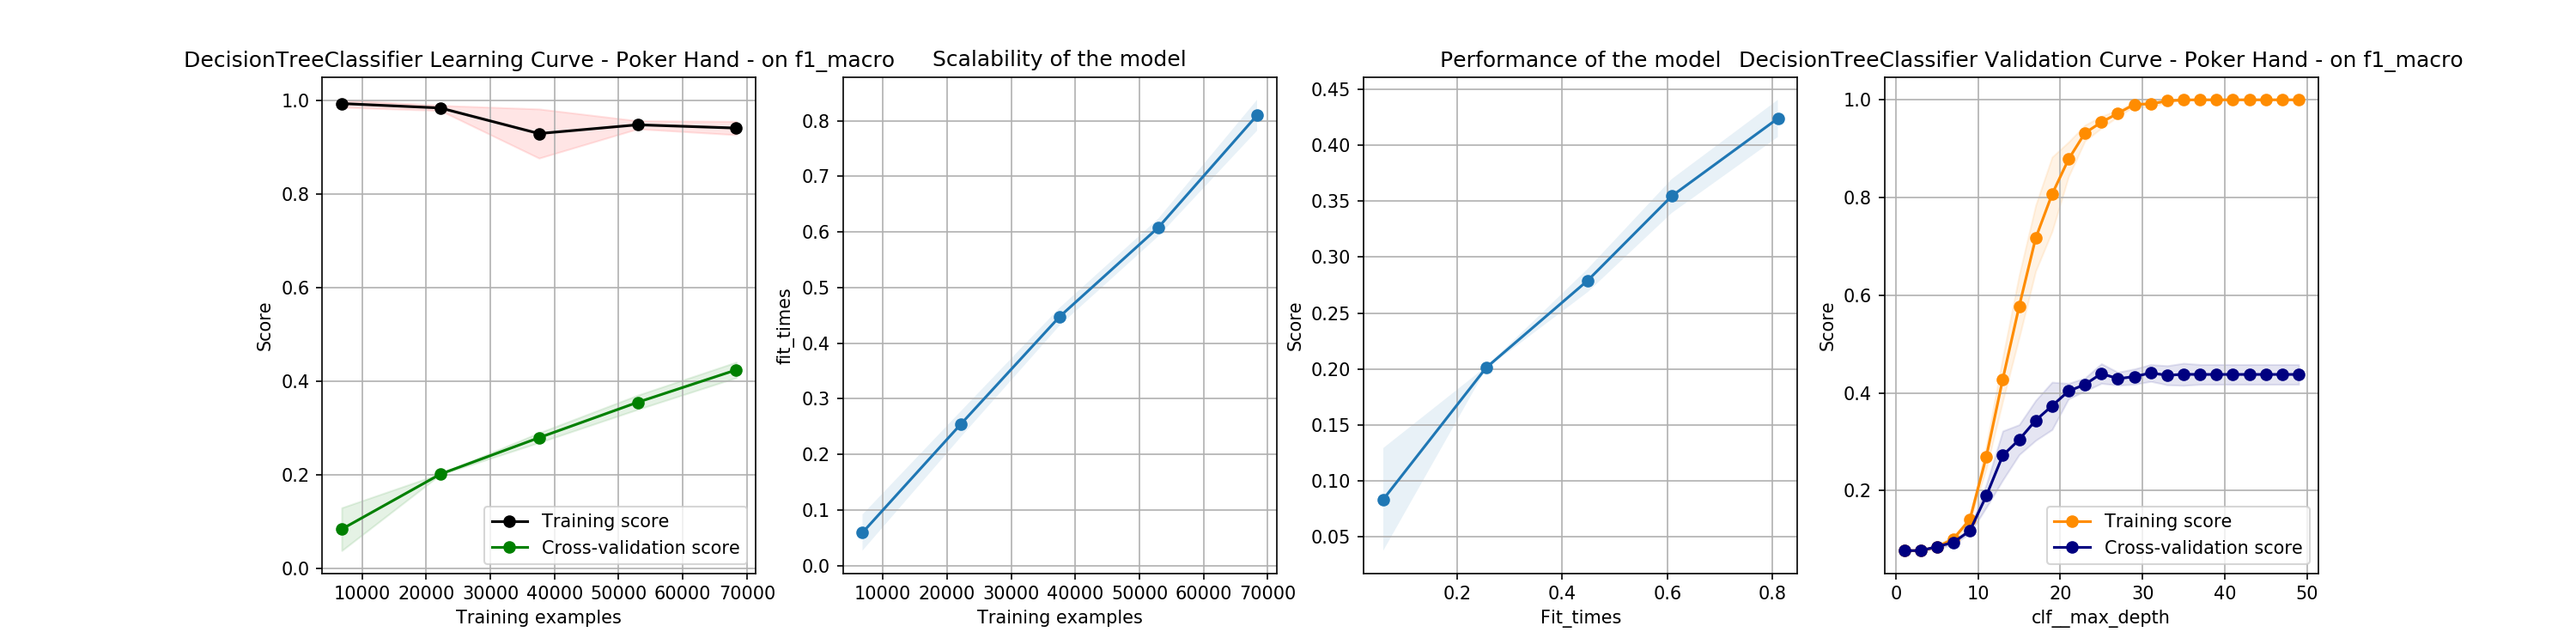 DecisionTreeClassifier Learning Curve - Poker Hand - on f1_macro
1.0
0.8
0.6
0.4
0.2
0.0
Score
10000 20000 30000 40000 50000 60000 70000
Training examples
Training score
Cross-validation score
Scalability of the model
0.8
0.7
0.6
0.5
0.4
0.3
0.2
0.1
0.0
fit_times
10000 20000 30000 40000 50000 60000 70000
Training examples
Performance of the model
0.45
0.40
0.35
0.30
0.25
0.20
0.15
0.10
0.05
Score
0.2 0.4 0.6 0.8
Fit_times
DecisionTreeClassifier Validation Curve - Poker Hand - on f1_macro
1.0
0.8
0.6
0.4
0.2
Score
0 10 20 30 40 50
clf__max_depth
Training score
Cross-validation score